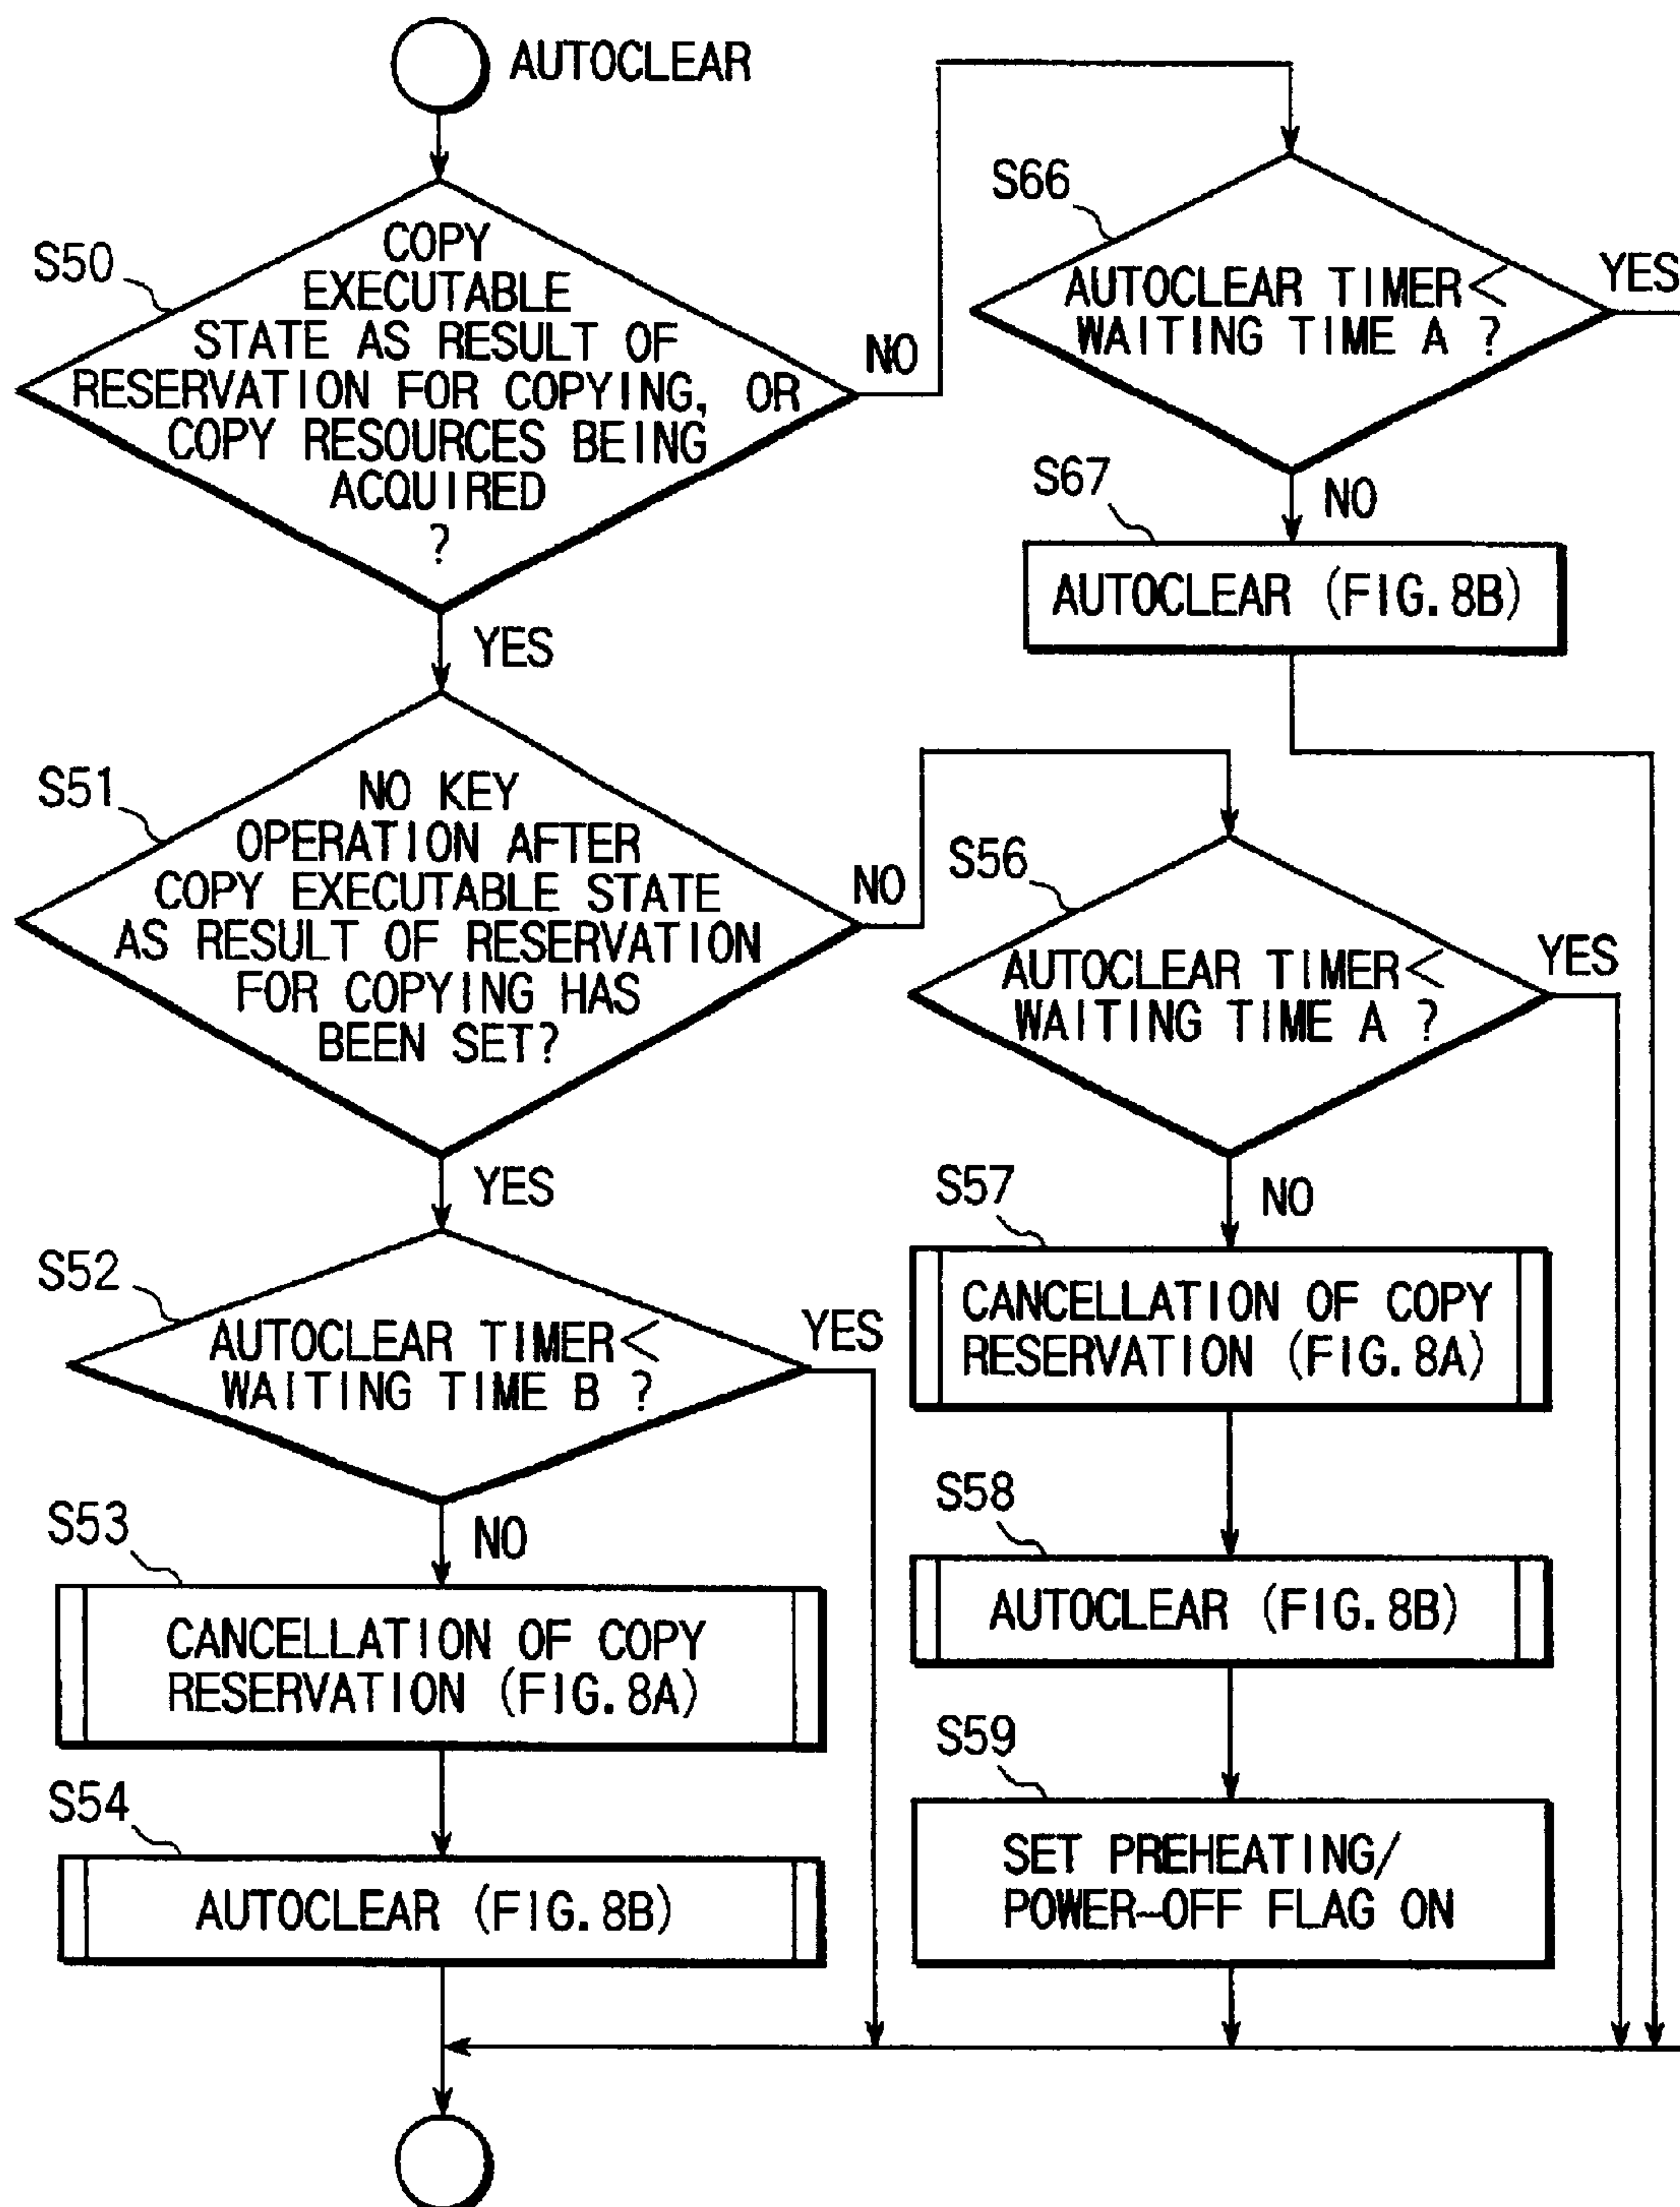 AUTOCLEAR
S50
COPY
EXECUTABLE
STATE AS RESULT OF
RESERVATION FOR COPYING, OR
COPY RESOURCES BEING
ACQUIRED
?
NO
YES
S66
AUTOCLEAR TIMER <
WAITING TIME A ?
YES
NO
S67
AUTOCLEAR (FIG. 8B)
S51
NO KEY
OPERATION AFTER
COPY EXECUTABLE STATE
AS RESULT OF RESERVATION
FOR COPYING HAS
BEEN SET?
NO
YES
S56
AUTOCLEAR TIMER <
WAITING TIME A ?
YES
NO
S52
AUTOCLEAR TIMER <
WAITING TIME B ?
YES
NO
S57
CANCELLATION OF COPY
RESERVATION (FIG. 8A)
S58
AUTOCLEAR (FIG. 8B)
S53
CANCELLATION OF COPY
RESERVATION (FIG. 8A)
S59
SET PREHEATING/
POWER-OFF FLAG ON
S54
AUTOCLEAR (FIG. 8B)